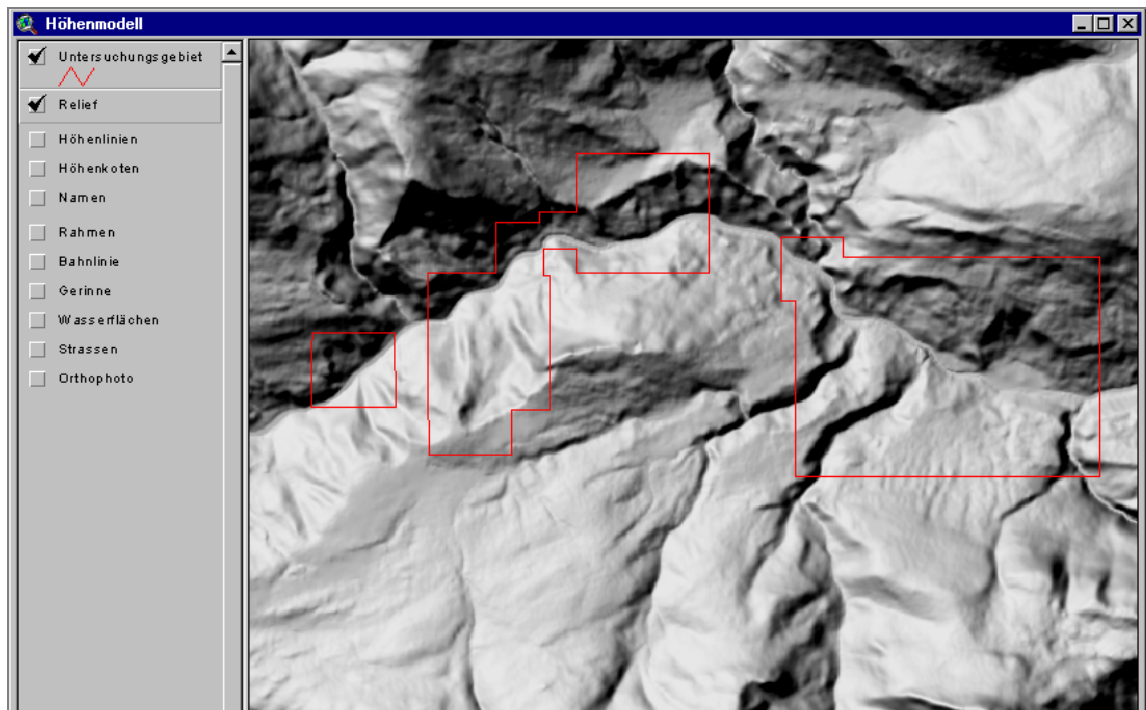 Höhenmodell
Untersuchungsgebiet
Relief
Höhenlinien
Höhenkoten
Namen
Rahmen
Bahnlinie
Gerinne
Wasserflächen
Strassen
Orthophoto